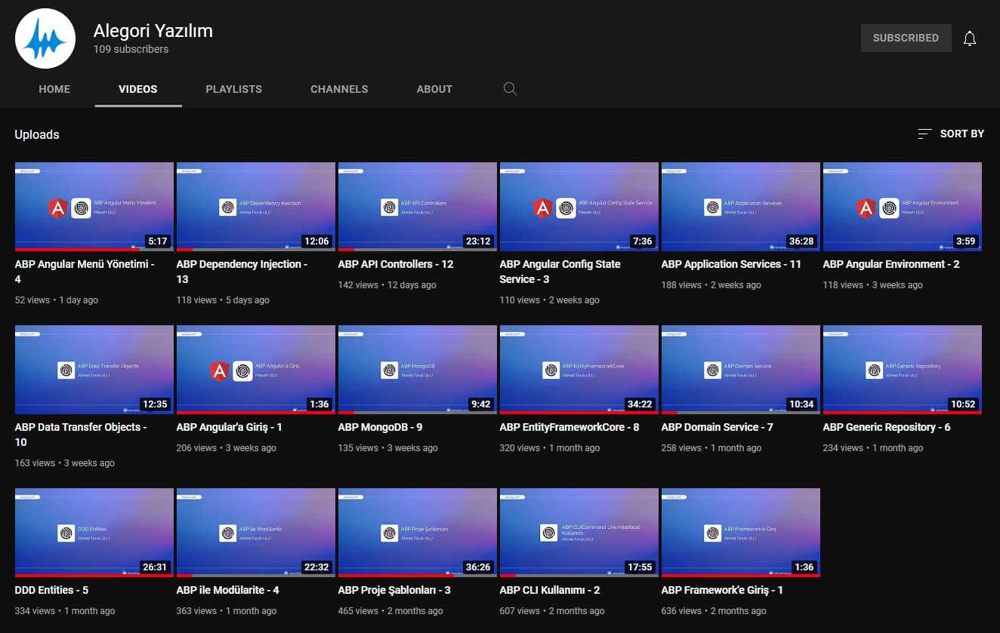 Alegori Yazılım
109 subscribers
SUBSCRIBED
HOME VIDEOS PLAYLISTS CHANNELS ABOUT
Uploads
SORT BY
ABP Angular Menü Yönetimi
Masum ULU
5:17
ABP Angular Menü Yönetimi -
4
52 views • 1 day ago
ABP Dependency Injection
Ahmet Faruk ULU
12:06
ABP Dependency Injection -
13
118 views • 5 days ago
ABP API Controllers
Ahmet Faruk ULU
23:12
ABP API Controllers - 12
142 views • 12 days ago
ABP Angular Config State Service
Masum ULU
7:36
ABP Angular Config State
Service - 3
110 views • 2 weeks ago
ABP Application Services
Ahmet Faruk ULU
36:28
ABP Application Services - 11
188 views • 2 weeks ago
ABP Angular Environment
Masum ULU
3:59
ABP Angular Environment - 2
118 views • 3 weeks ago
ABP Data Transfer Objects
Ahmet Faruk ULU
12:35
ABP Data Transfer Objects -
10
163 views • 3 weeks ago
ABP Angular'a Giriş
Masum ULU
1:36
ABP Angular'a Giriş - 1
206 views • 3 weeks ago
ABP MongoDB
Ahmet Faruk ULU
9:42
ABP MongoDB - 9
135 views • 3 weeks ago
ABP EntityFrameworkCore
Ahmet Faruk ULU
34:22
ABP EntityFrameworkCore - 8
320 views • 1 month ago
ABP Domain Service
Ahmet Faruk ULU
10:34
ABP Domain Service - 7
258 views • 1 month ago
ABP Generic Repository
Ahmet Faruk ULU
10:52
ABP Generic Repository - 6
234 views • 1 month ago
DDD Entities
Ahmet Faruk ULU
26:31
DDD Entities - 5
334 views • 1 month ago
ABP ile Modülarite
Ahmet Faruk ULU
22:32
ABP ile Modülarite - 4
363 views • 1 month ago
ABP Proje Şablonları
Ahmet Faruk ULU
36:26
ABP Proje Şablonları - 3
465 views • 2 months ago
ABP CLI(Command Line Interface)
Kullanımı
Ahmet Faruk ULU
17:55
ABP CLI Kullanımı - 2
607 views • 2 months ago
ABP Framework'e Giriş
Ahmet Faruk ULU
1:36
ABP Framework'e Giriş - 1
636 views • 2 months ago